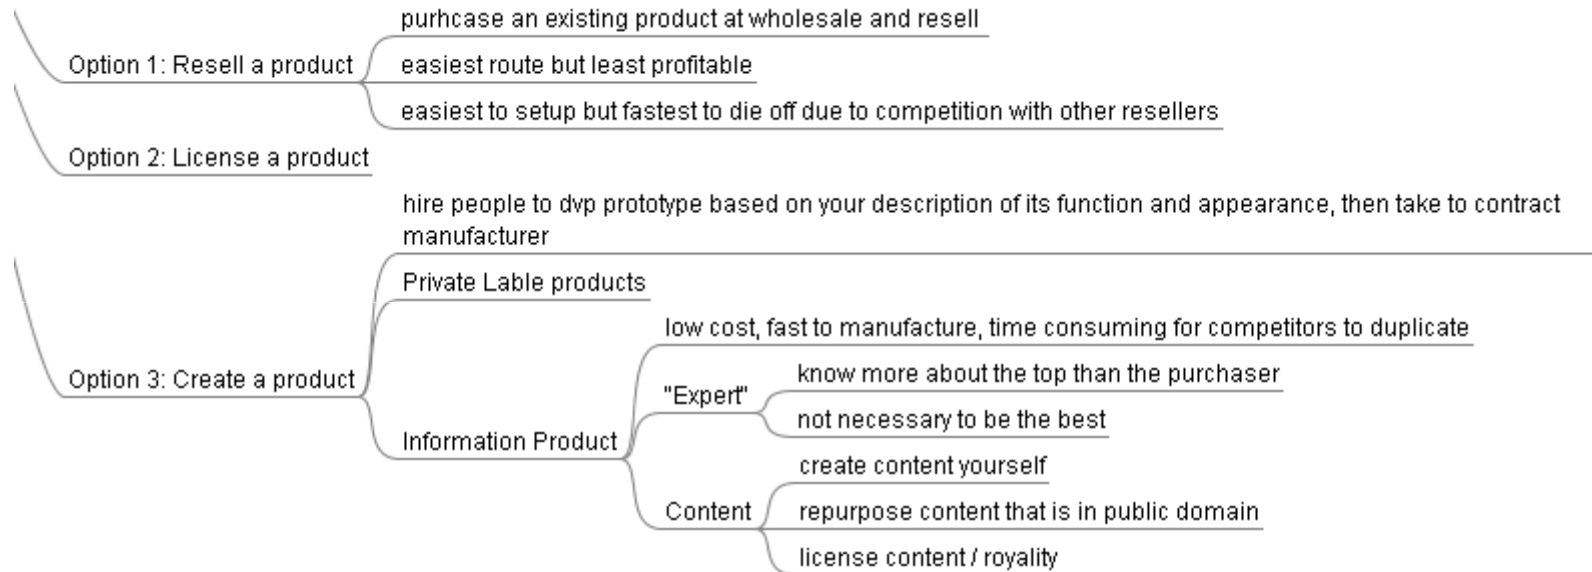 purhcase an existing product at wholesale and resell
Option 1: Resell a product
easiest route but least profitable
easiest to setup but fastest to die off due to competition with other resellers
Option 2: License a product
hire people to dvp prototype based on your description of its function and appearance, then take to contract
manufacturer
Private Lable products
low cost, fast to manufacture, time consuming for competitors to duplicate
Option 3: Create a product
"Expert"
know more about the top than the purchaser
not necessary to be the best
Information Product
create content yourself
Content
repurpose content that is in public domain
license content / royality